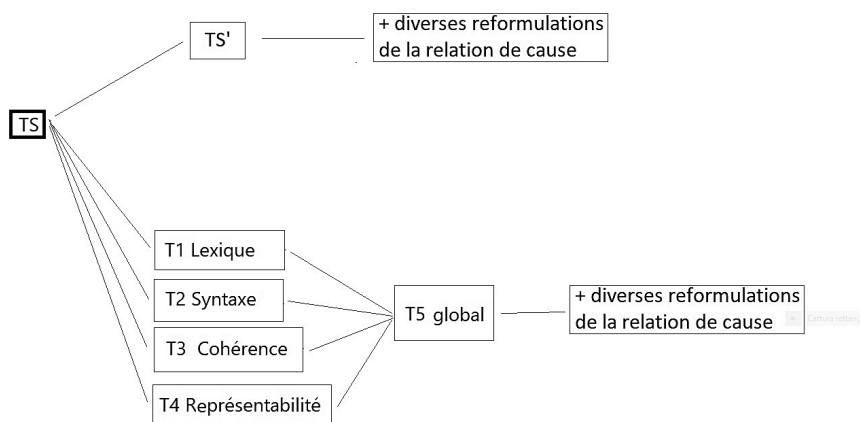 TS'
+ diverses reformulations
de la relation de cause
TS
T1 Lexique
T2 Syntaxe
T3 Cohérence
T4 Représentabilité
T5 global
+ diverses reformulations
de la relation de cause